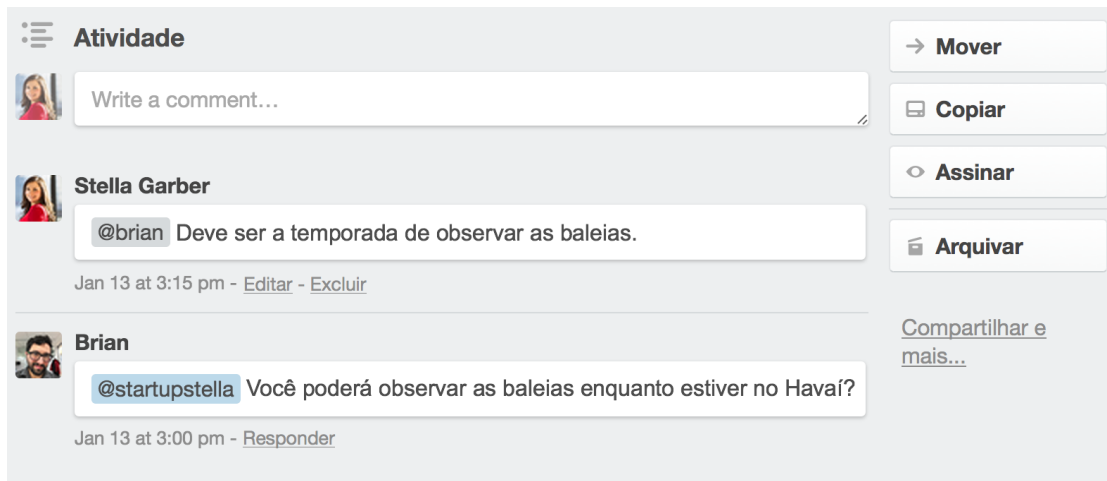 Atividade
Write a comment…
Stella Garber
@brian Deve ser a temporada de observar as baleias.
Jan 13 at 3:15 pm - Editar - Excluir
Brian
@startupstella Você poderá observar as baleias enquanto estiver no Havaí?
Jan 13 at 3:00 pm - Responder
Mover
Copiar
Assinar
Arquivar
Compartilhar e
mais...